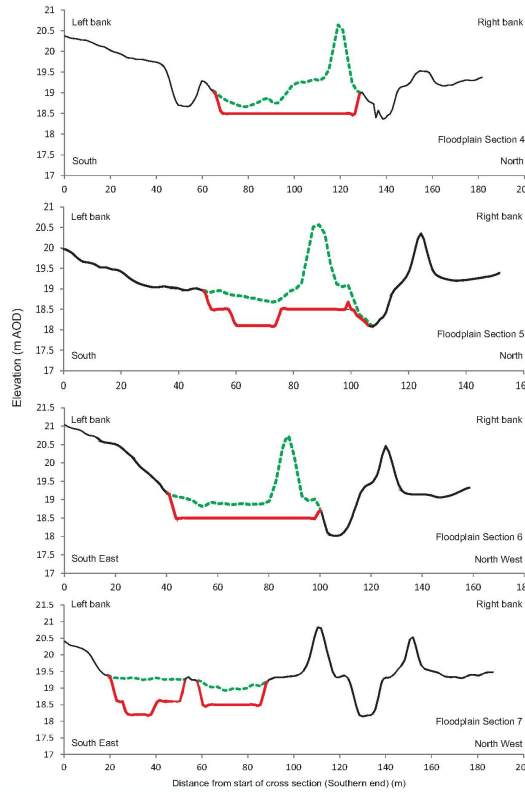 Elevation (m AOD)
21
20.5
20
19.5
19
18.5
18
17.5
17
Left bank
Right bank
Floodplain Section 4
South
North
0 20 40 60 80 100 120 140 160 180 20
21
20.5
20
19.5
19
18.5
18
17.5
17
Left bank
Right bank
Floodplain Section 5
South
North
0 20 40 60 80 100 120 140 16
21.5
21
20.5
20
19.5
19
18.5
18
17.5
17
Left bank
Right bank
Floodplain Section 6
South East
North West
0 20 40 60 80 100 120 140 160 180
21.5
21
20.5
20
19.5
19
18.5
18
17.5
17
Left bank
Right bank
Floodplain Section 7
South East
North West
0 20 40 60 80 100 120 140 160 180 20
Distance from start of cross section (Southern end) (m)